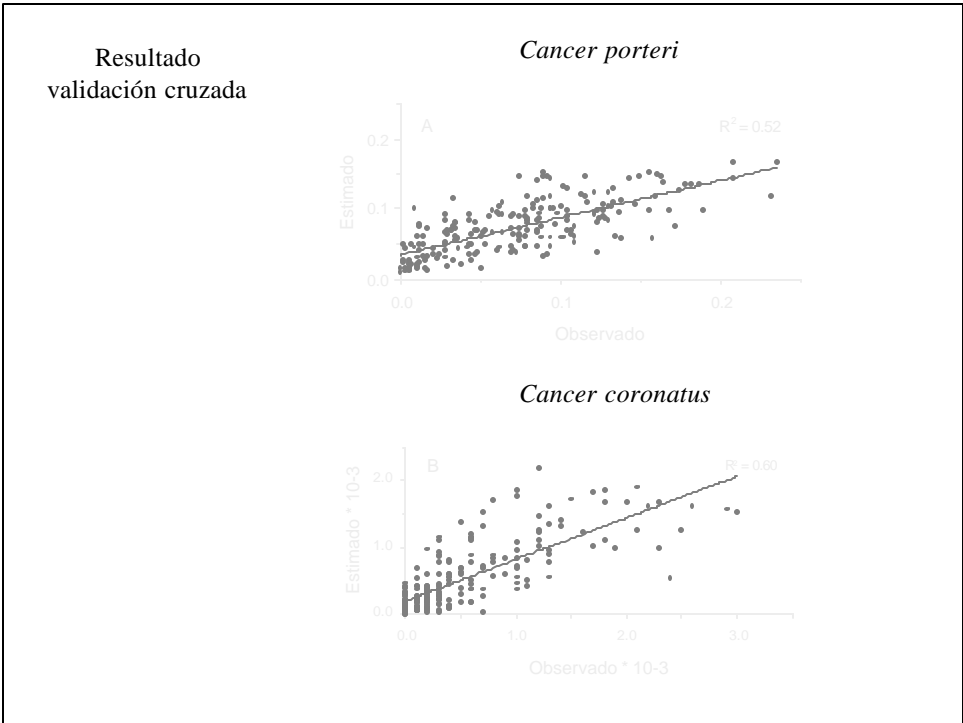 Resultado
validación cruzada
Cancer porteri
A
R² = 0.52
0.2
0.1
0.0
Estimado
0.0 0.1 0.2
Observado
Cancer coronatus
B
R² = 0.60
2.0
1.0
0.0
Estimado * 10-3
0.0 1.0 2.0 3.0
Observado * 10-3